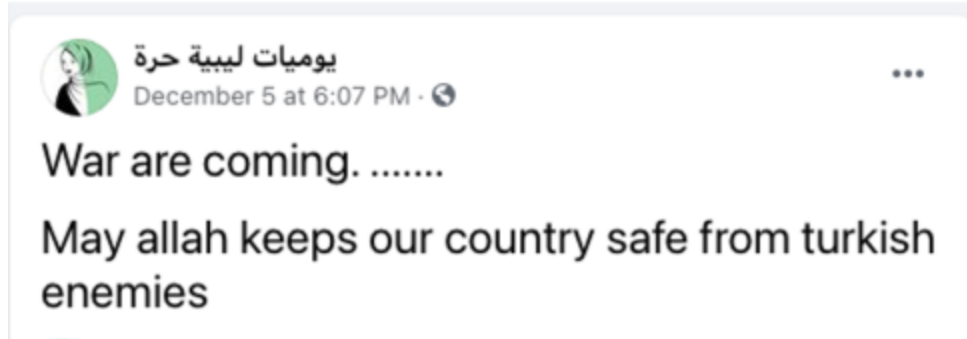 يوميات ليبية حرة
December 5 at 6:07 PM ·
War are coming. .......
May allah keeps our country safe from turkish
enemies